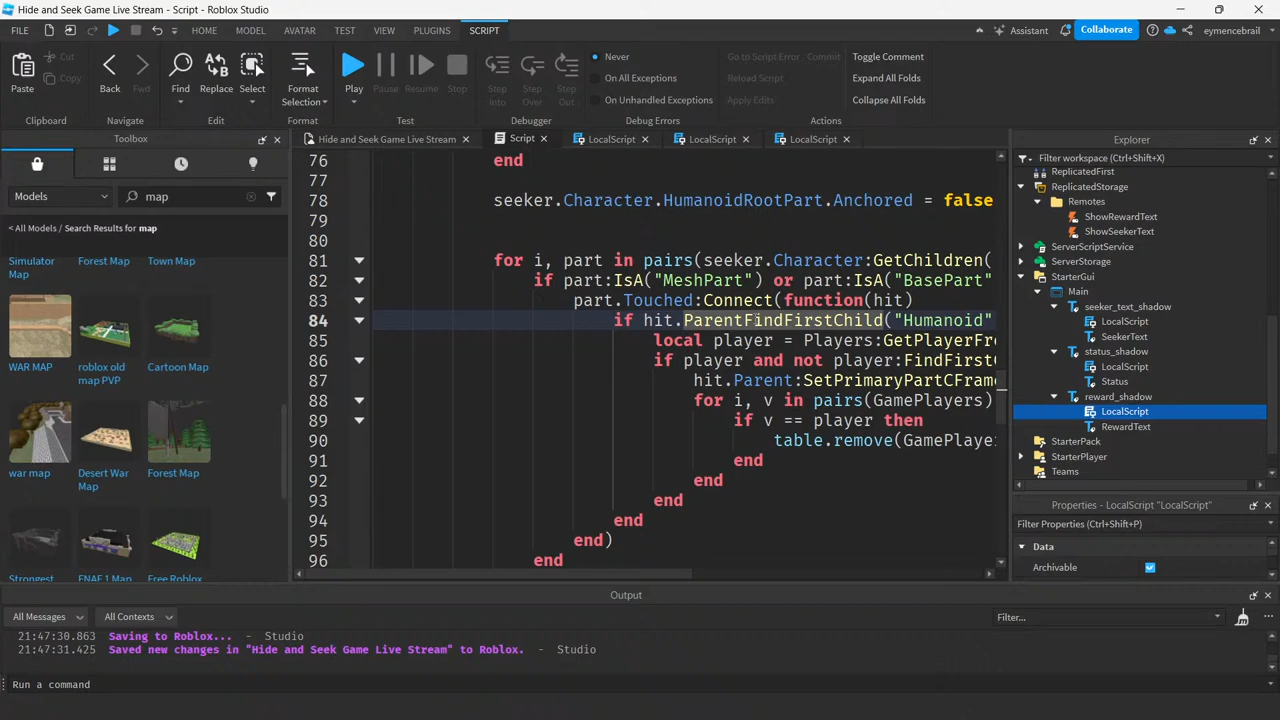 Hide and Seek Game Live Stream - Script - Roblox Studio
FILE HOME MODEL AVATAR TEST VIEW PLUGINS SCRIPT Assistant Collaborate eymencebrail
Paste Cut Copy Back Fwd Find Replace Select Format Selection Play Pause Resume Stop Step Into Step Over Step Out
Never
On All Exceptions
On Unhandled Exceptions
Go to Script Error Commit
Reload Script
Apply Edits
Toggle Comment
Expand All Folds
Collapse All Folds
Clipboard Navigate Edit Format Test Debugger Debug Errors Actions
Toolbox
Models map
< All Models / Search Results for map
Simulator Map
Forest Map
Town Map
WAR MAP
roblox old map PVP
Cartoon Map
war map
Desert War Map
Forest Map
Strongest
FNAF 1 Map
Free Roblox
Hide and Seek Game Live Stream Script LocalScript LocalScript LocalScript
76 end
77
78 seeker.Character.HumanoidRootPart.Anchored = false
79
80
81 for i, part in pairs(seeker.Character:GetChildren(
82 if part:IsA("MeshPart") or part:IsA("BasePart"
83 part.Touched:Connect(function(hit)
84 if hit.ParentFindFirstChild("Humanoid"
85 local player = Players:GetPlayerFro
86 if player and not player:FindFirstC
87 hit.Parent:SetPrimaryPartCFrame
88 for i, v in pairs(GamePlayers)
89 if v == player then
90 table.remove(GamePlayer
91 end
92 end
93 end
94 end
95 end)
96 end
Explorer
Filter workspace (Ctrl+Shift+X)
ReplicatedFirst
ReplicatedStorage
Remotes
ShowRewardText
ShowSeekerText
ServerScriptService
ServerStorage
StarterGui
Main
seeker_text_shadow
LocalScript
SeekerText
status_shadow
LocalScript
Status
reward_shadow
LocalScript
RewardText
StarterPack
StarterPlayer
Teams
Properties - LocalScript "LocalScript"
Filter Properties (Ctrl+Shift+P)
Data
Archivable
Output
All Messages All Contexts Filter...
21:47:30.863 Saving to Roblox... - Studio
21:47:31.425 Saved new changes in "Hide and Seek Game Live Stream" to Roblox. - Studio
Run a command